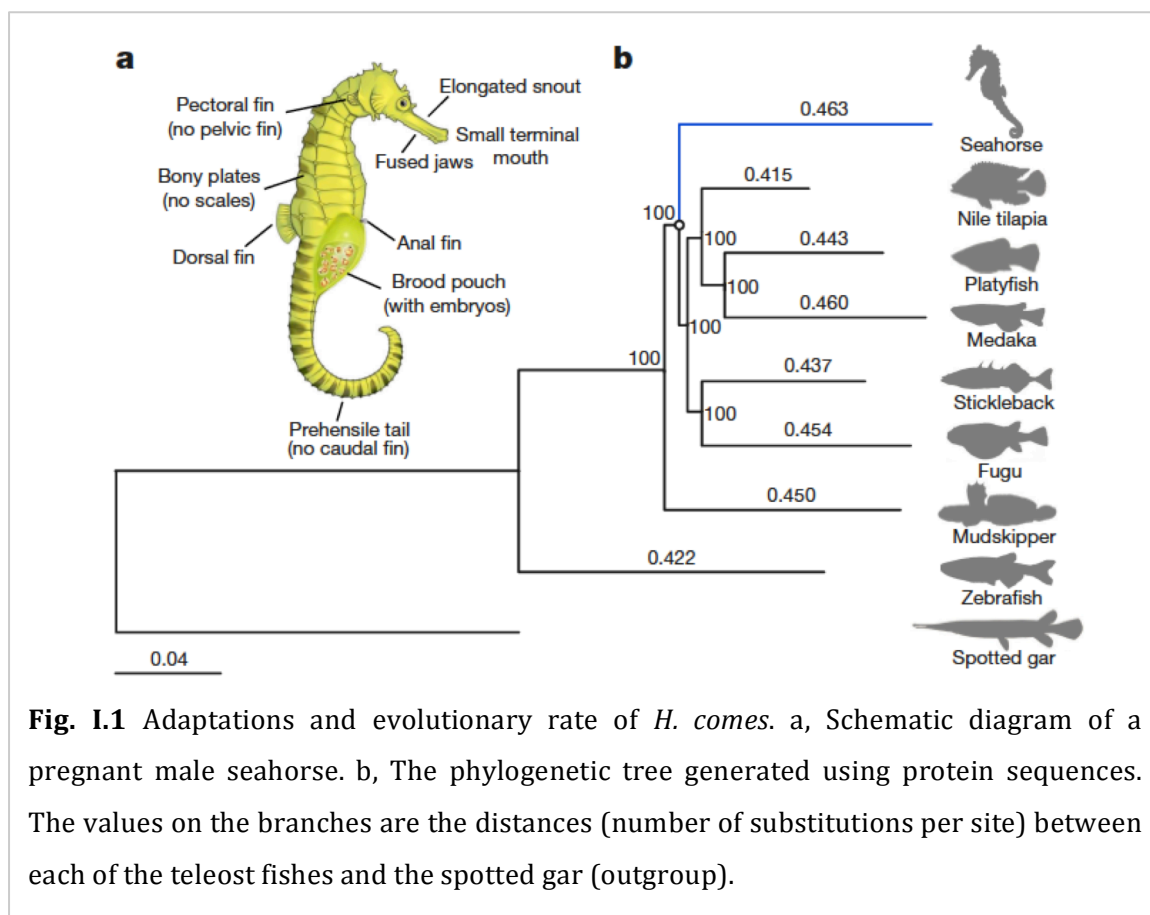 a
Elongated snout
Pectoral fin
(no pelvic fin)
Small terminal
mouth
Fused jaws
Bony plates
(no scales)
Dorsal fin
Anal fin
Brood pouch
(with embryos)
Prehensile tail
(no caudal fin)
b
0.463
Seahorse
0.415
Nile tilapia
100
100
0.443
Platyfish
100
0.460
Medaka
100
100
0.437
Stickleback
100
0.454
Fugu
0.450
Mudskipper
0.422
Zebrafish
Spotted gar
0.04
Fig. I.1 Adaptations and evolutionary rate of H. comes. a, Schematic diagram of a
pregnant male seahorse. b, The phylogenetic tree generated using protein sequences.
The values on the branches are the distances (number of substitutions per site) between
each of the teleost fishes and the spotted gar (outgroup).